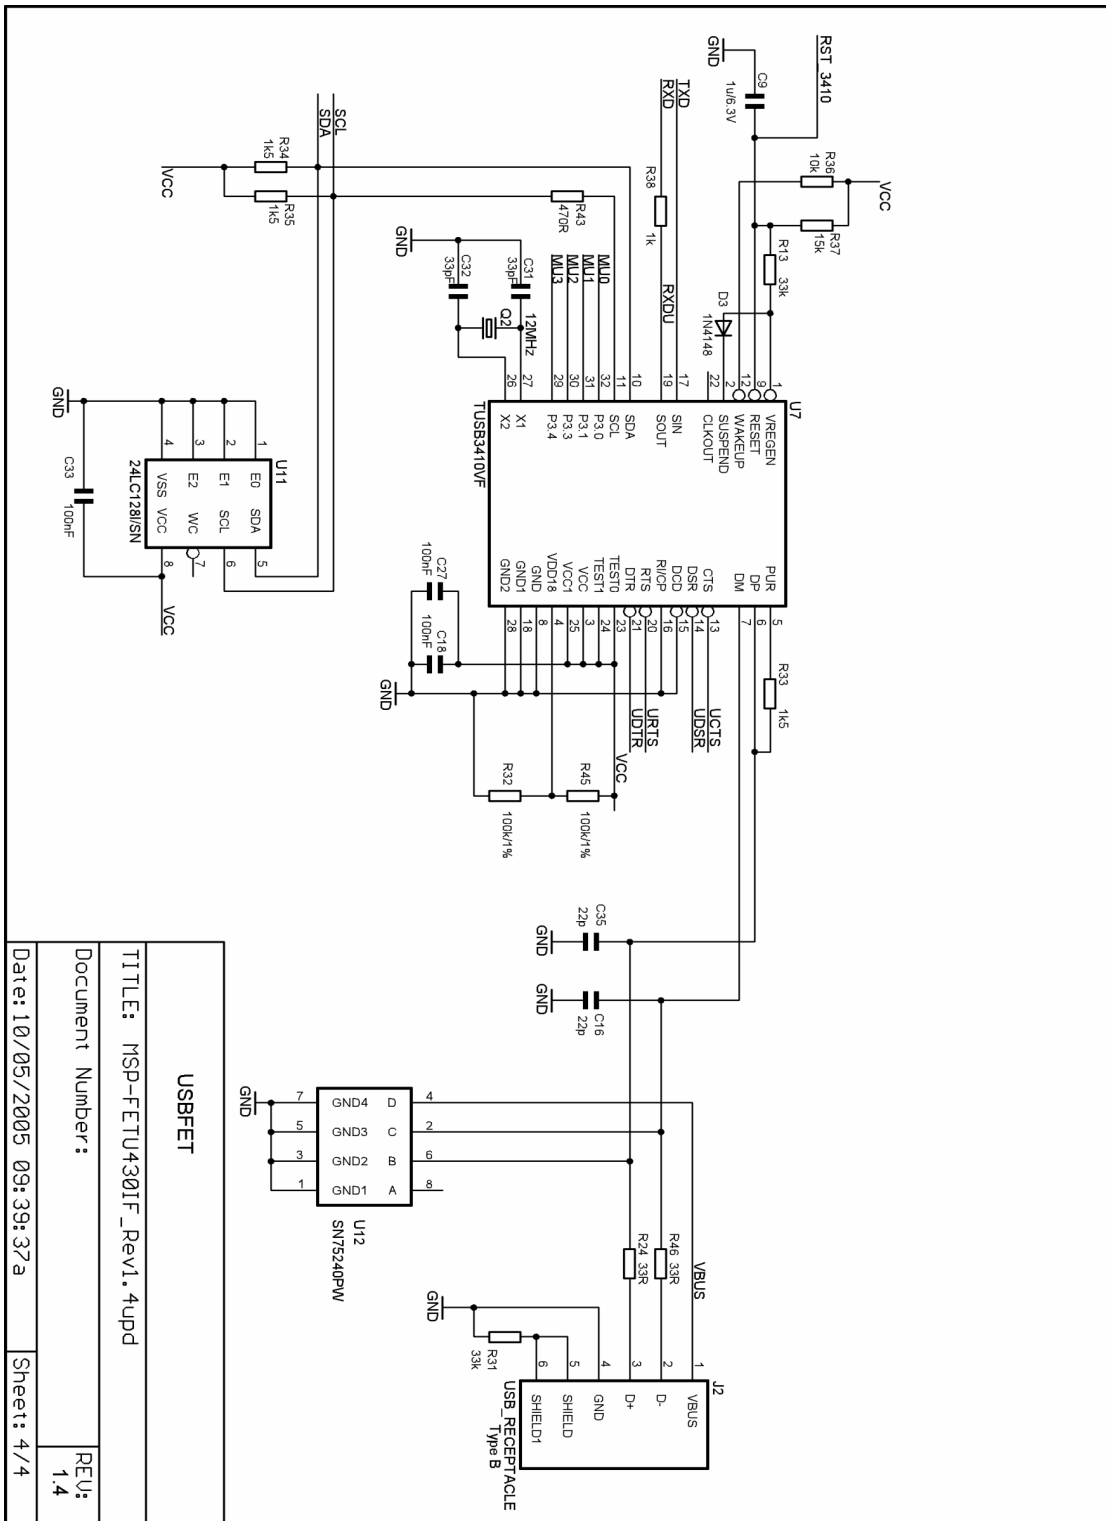 RST_3410
GND
C9
1u/6.3V
VCC
R36
10k
R37
15k
R13
33k
D3
1N4148
TXD
RXD
R38
1k
RXDU
SCL
SDA
R34
1k5
R35
1k5
VCC
R43
470R
GND
C32
33pF
C31
33pF
Q2
12MHz
MU0
MU1
MU2
MU3
U7
TUSB3410VF
1 VREGEN
9 RESET
12 WAKEUP
2 SUSPEND
22 CLKOUT
17 SIN
19 SOUT
10 SDA
11 SCL
32 P3.0
31 P3.1
30 P3.3
29 P3.4
27 X1
26 X2
PUR 5
DP 6
DM 7
CTS 13
DSR 14
DCD 15
RI/CP 16
RTS 20
DTR 21
TEST0 23
TEST1 24
VCC 3
VCC1 25
VDD18 4
GND 8
GND1 18
GND2 28
R33
1k5
UCTS
UDSR
URTS
UDTR
VCC
C27
100nF
C18
100nF
GND
R32
100k/1%
R45
100k/1%
U11
24LC128I/SN
1 E0
2 E1
3 E2
4 VSS
SDA 5
SCL 6
WC 7
VCC 8
GND
C33
100nF
VCC
C35
22p
GND
C16
22p
GND
U12
SN75240PW
7 GND4 D 4
5 GND3 C 2
3 GND2 B 6
1 GND1 A 8
GND
R24 33R
R46 33R
VBUS
GND
R31
33k
J2
1 VBUS
2 D-
3 D+
4 GND
5 SHIELD
6 SHIELD1
USB_RECEPTACLE
Type B
USBFET
TITLE: MSP-FETU430IF_Rev1.4upd
Document Number:
REV:
1.4
Date: 10/05/2005 09:39:37a
Sheet: 4/4